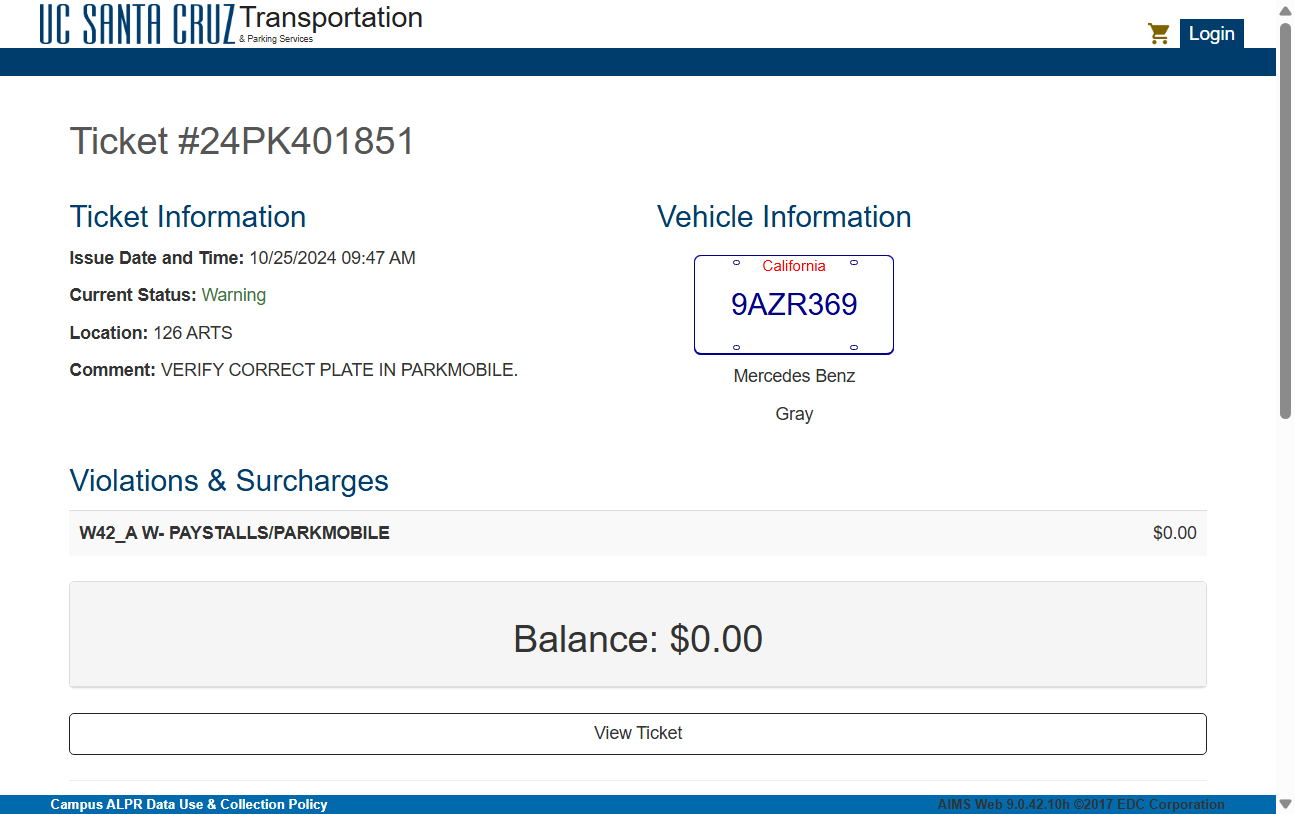 UC SANTA CRUZ Transportation
& Parking Services
Login
Ticket #24PK401851
Ticket Information
Issue Date and Time: 10/25/2024 09:47 AM
Current Status: Warning
Location: 126 ARTS
Comment: VERIFY CORRECT PLATE IN PARKMOBILE.
Vehicle Information
California
9AZR369
Mercedes Benz
Gray
Violations & Surcharges
W42_A W- PAYSTALLS/PARKMOBILE $0.00
Balance: $0.00
View Ticket
Campus ALPR Data Use & Collection Policy
AIMS Web 9.0.42.10h ©2017 EDC Corporation